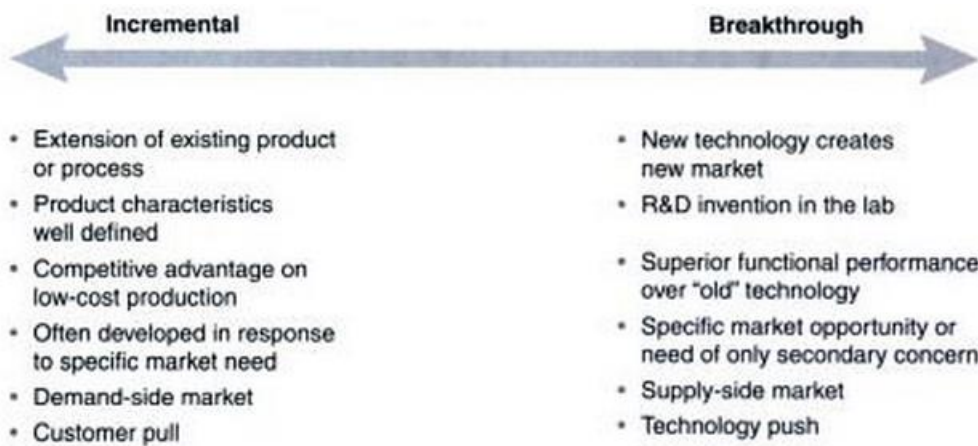 Incremental
Breakthrough
• Extension of existing product
or process
• Product characteristics
well defined
• Competitive advantage on
low-cost production
• Often developed in response
to specific market need
• Demand-side market
• Customer pull
• New technology creates
new market
• R&D invention in the lab
• Superior functional performance
over "old" technology
• Specific market opportunity or
need of only secondary concern
• Supply-side market
• Technology push